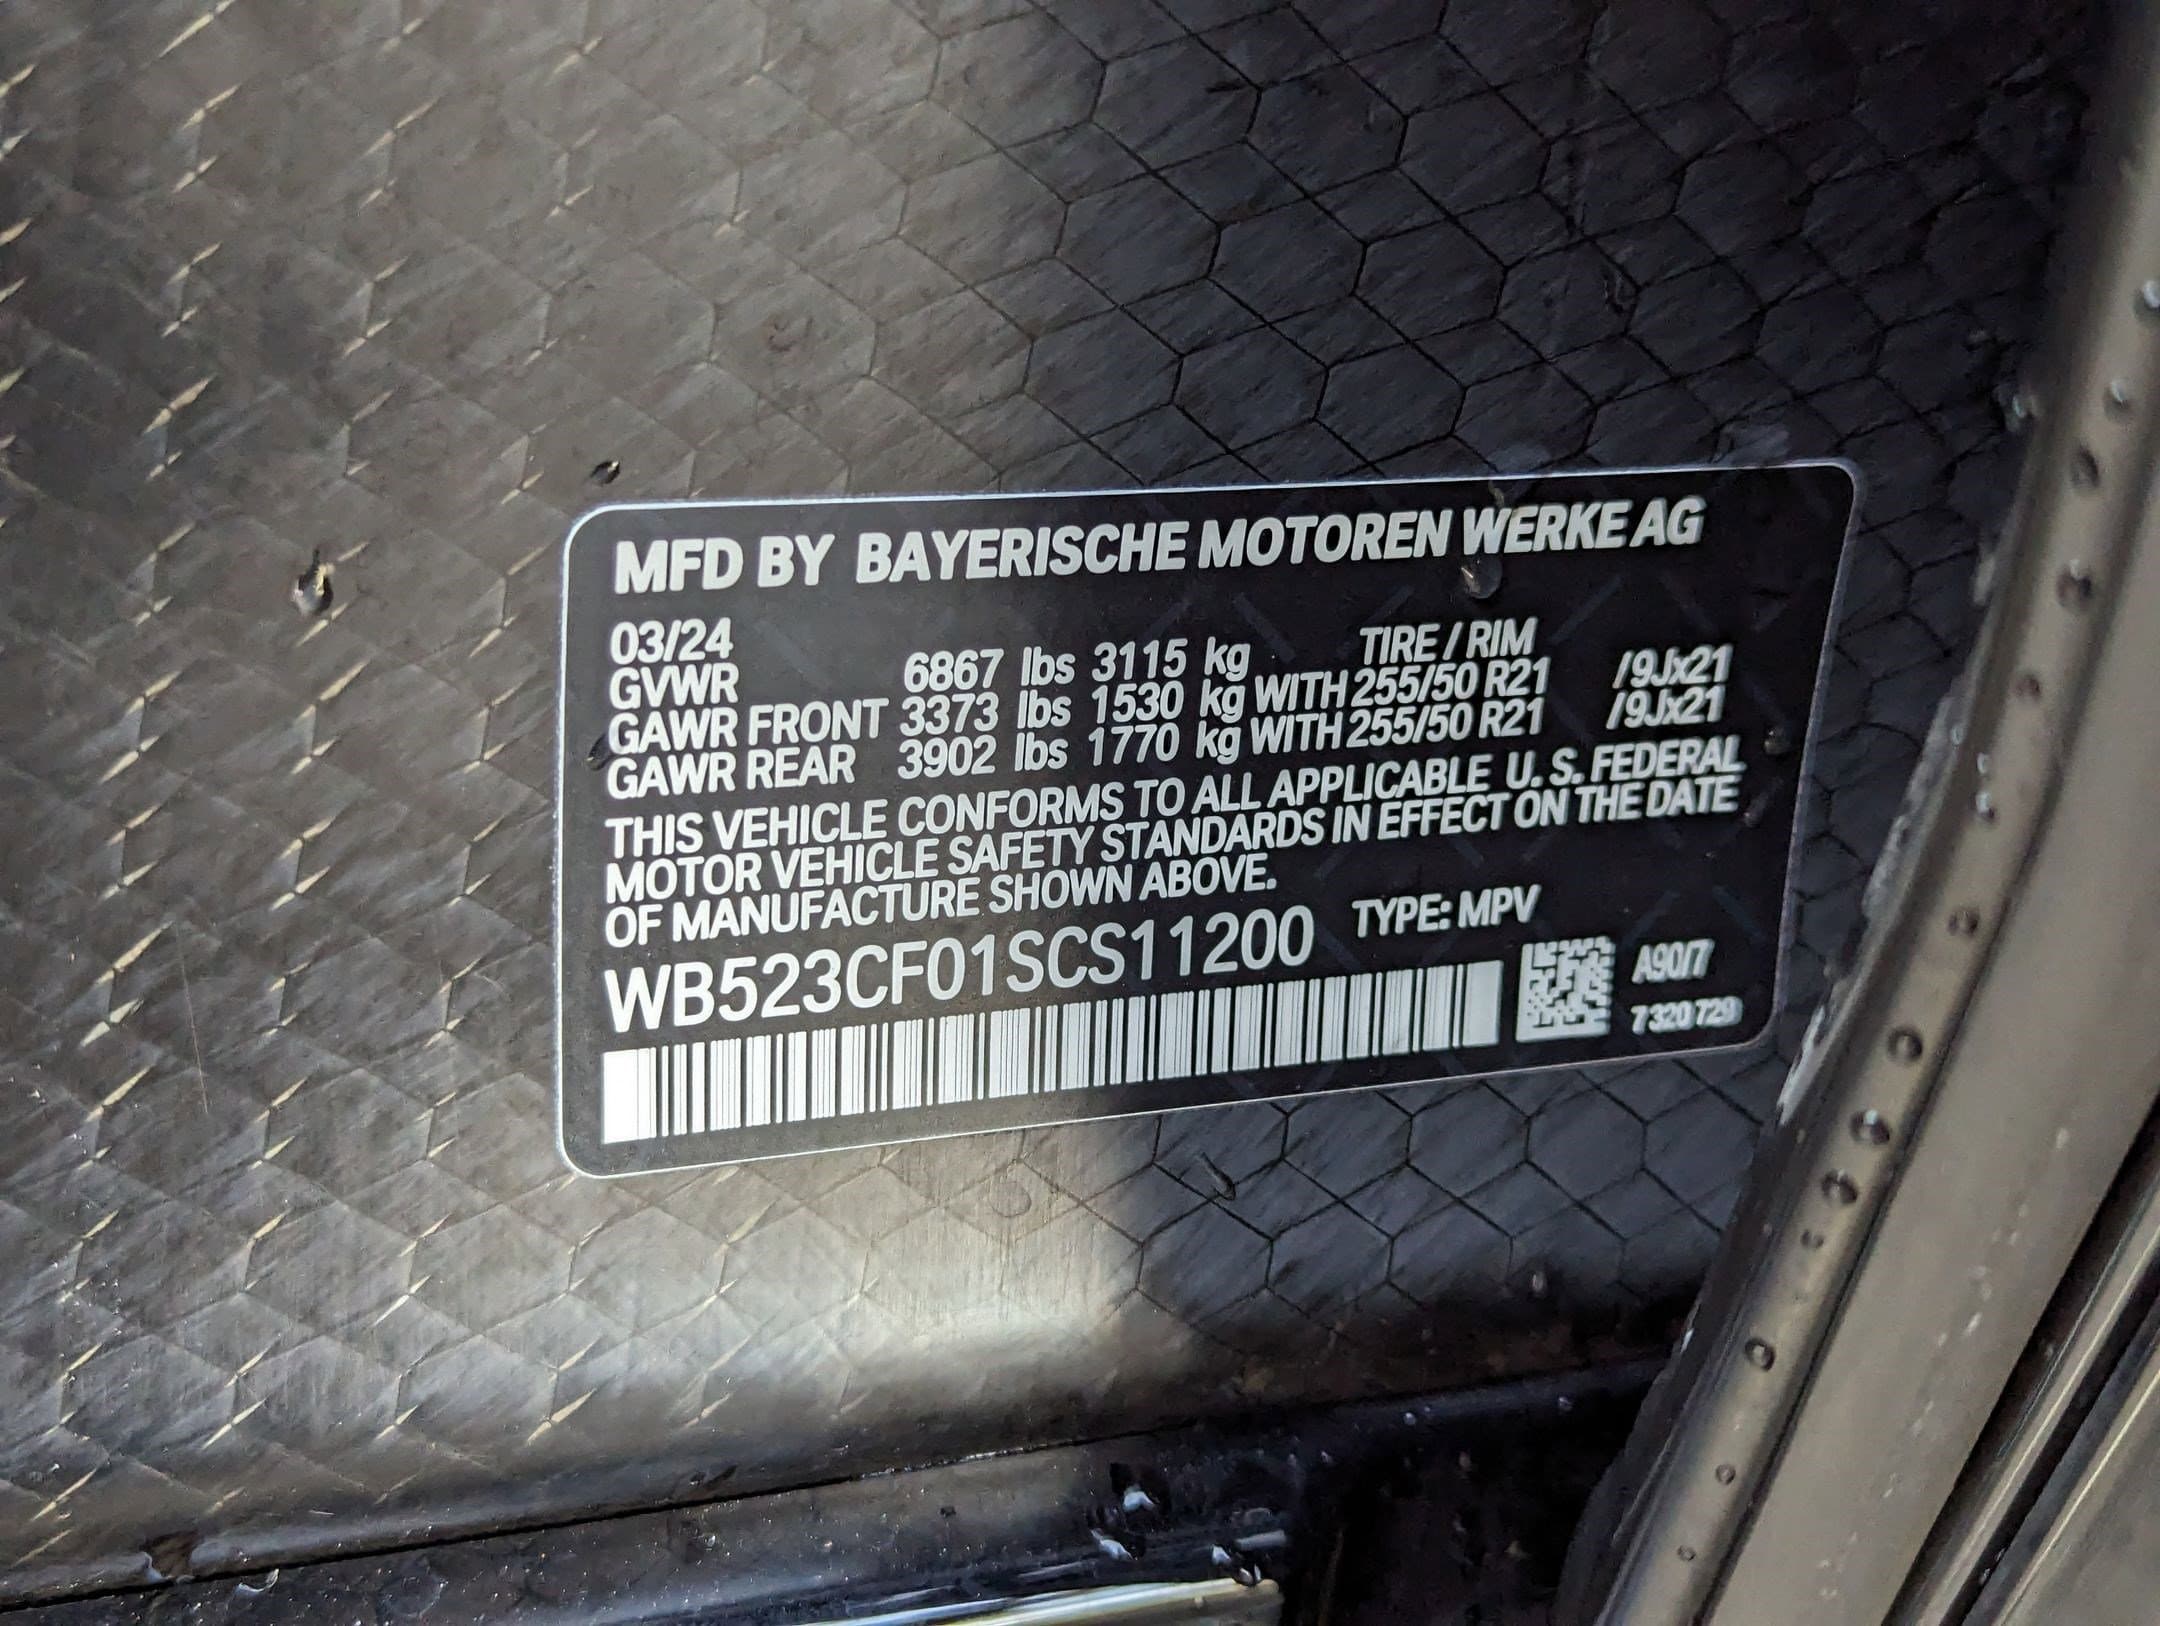 MFD BY BAYERISCHE MOTOREN WERKE AG
03/24 TIRE / RIM
GVWR 6867 lbs 3115 kg
GAWR FRONT 3373 lbs 1530 kg WITH 255/50 R21 /9Jx21
GAWR REAR 3902 lbs 1770 kg WITH 255/50 R21 /9Jx21
THIS VEHICLE CONFORMS TO ALL APPLICABLE U. S. FEDERAL
MOTOR VEHICLE SAFETY STANDARDS IN EFFECT ON THE DATE
OF MANUFACTURE SHOWN ABOVE.
WB523CF01SCS11200 TYPE: MPV
A90/7
7 320 729